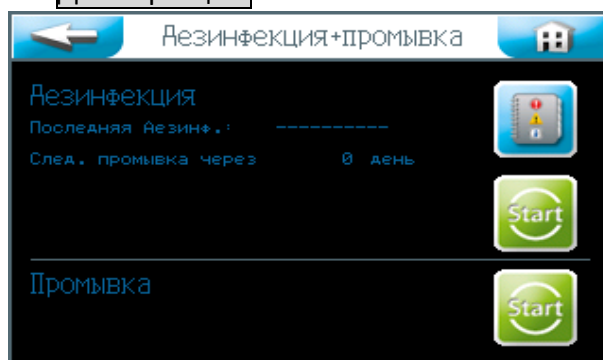 Дезинфекция+промывка
Дезинфекция
Последняя Дезинф.: ----------
След. промывка через 0 день
Start
Промывка
Start